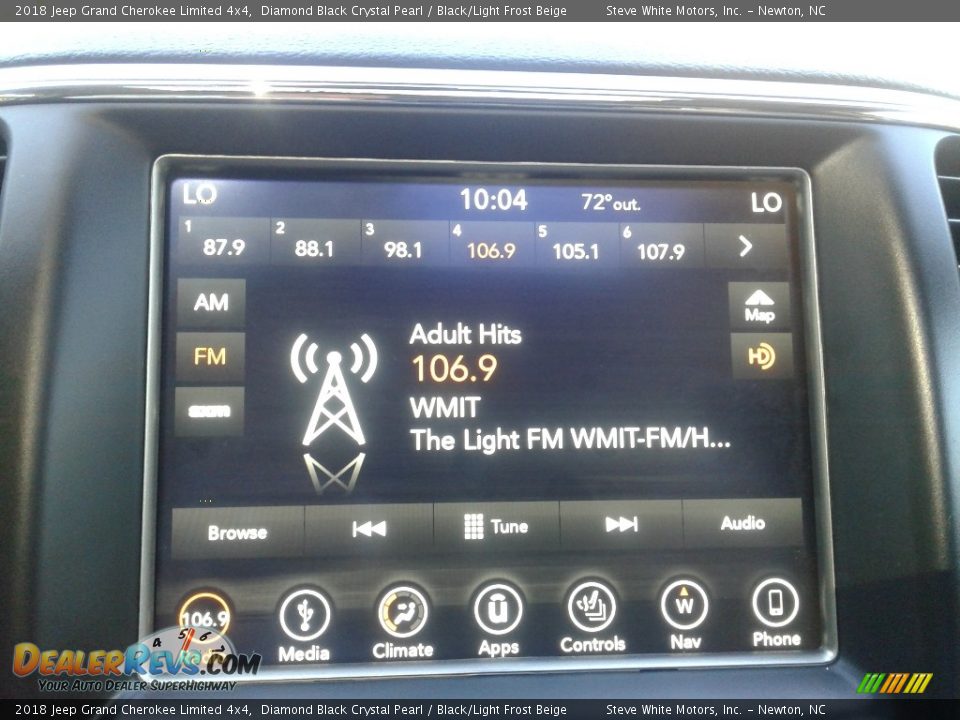 2018 Jeep Grand Cherokee Limited 4x4, Diamond Black Crystal Pearl / Black/Light Frost Beige Steve White Motors, Inc. – Newton, NC
LO 10:04 72° out. LO
1 87.9 2 88.1 3 98.1 4 106.9 5 105.1 6 107.9
AM
Map
FM
HD
Adult Hits
106.9
WMIT
The Light FM WMIT-FM/H...
Browse Tune Audio
106.9
Media Climate Apps Controls Nav Phone
W
4 5 6
DealerRevs.com
Your Auto Dealer SuperHighway
2018 Jeep Grand Cherokee Limited 4x4, Diamond Black Crystal Pearl / Black/Light Frost Beige Steve White Motors, Inc. – Newton, NC